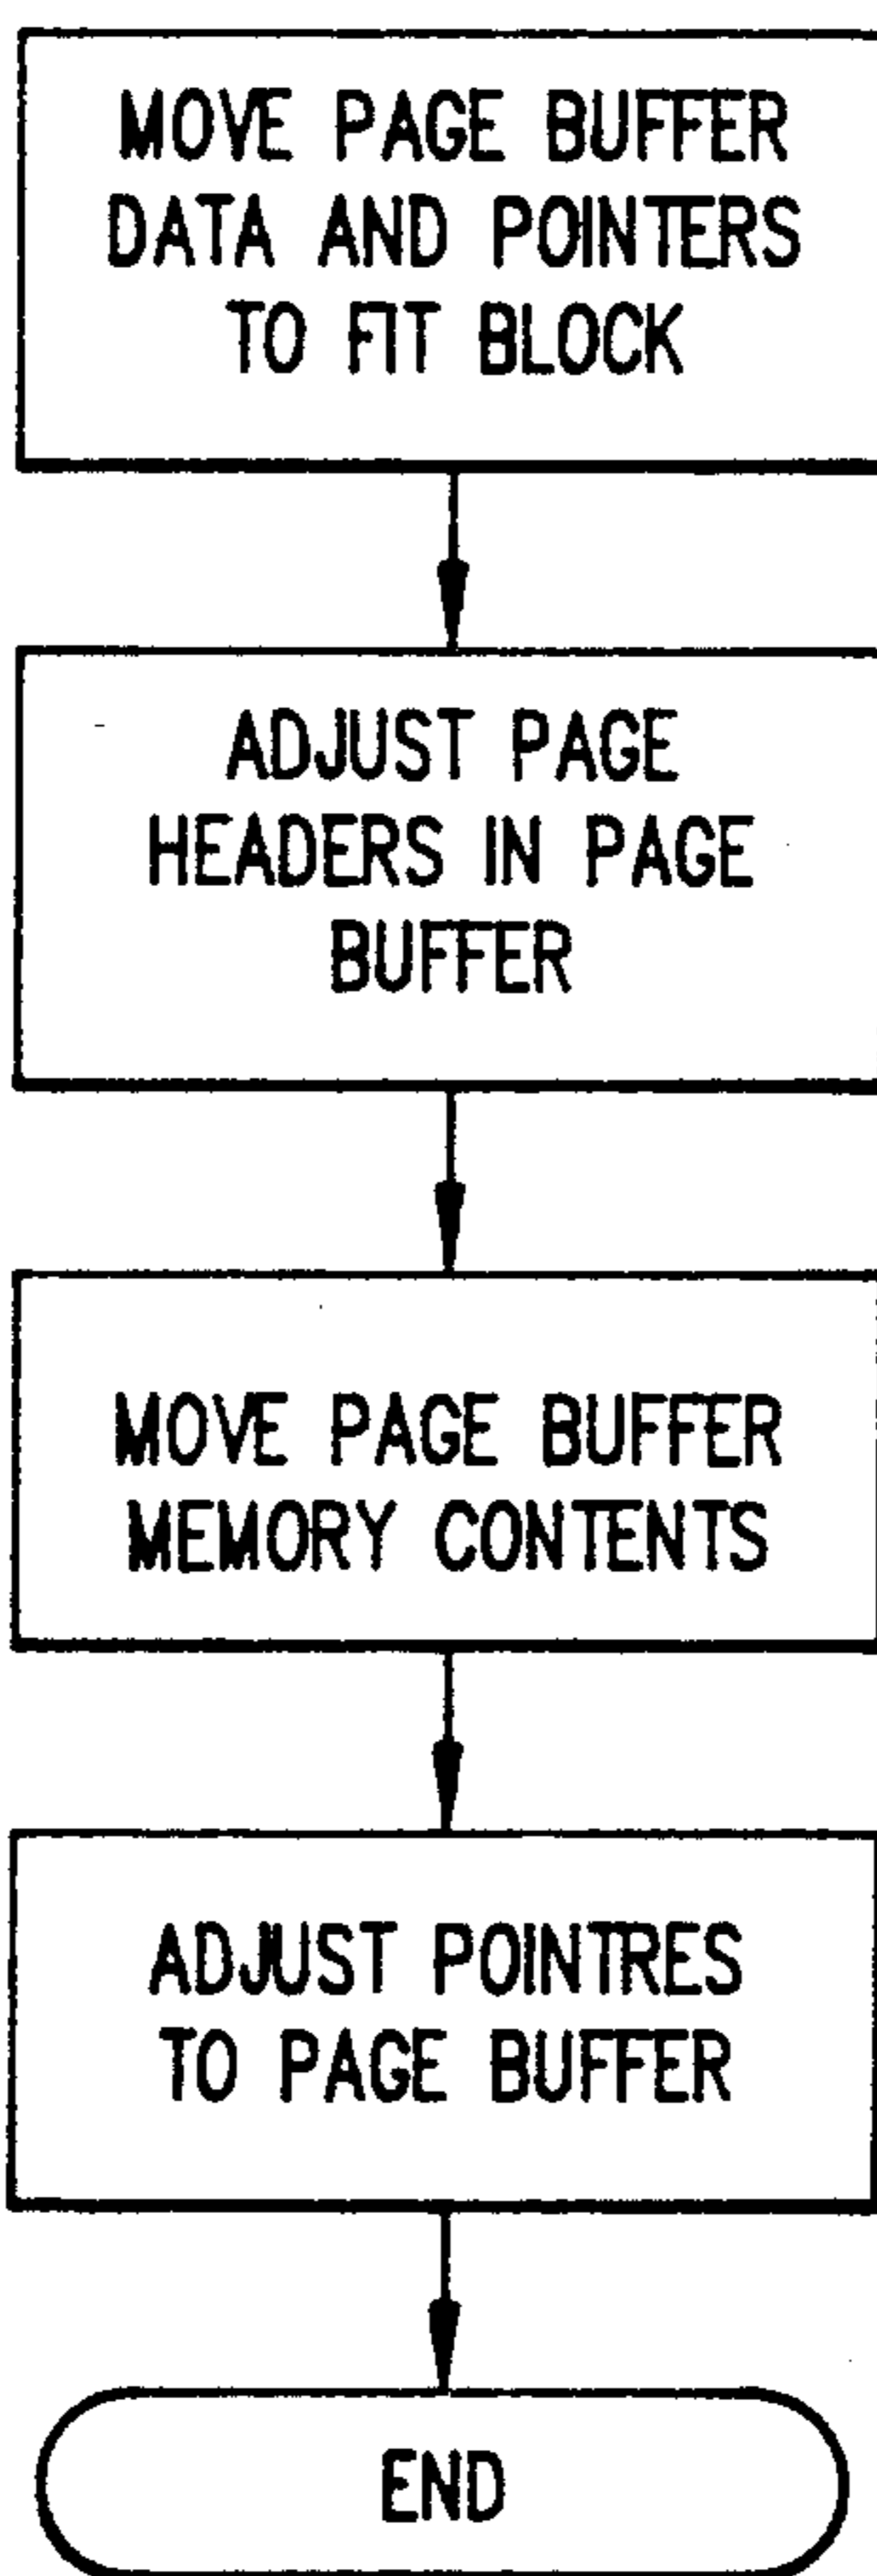 MOVE PAGE BUFFER
DATA AND POINTERS
TO FIT BLOCK
ADJUST PAGE
HEADERS IN PAGE
BUFFER
MOVE PAGE BUFFER
MEMORY CONTENTS
ADJUST POINTRES
TO PAGE BUFFER
END